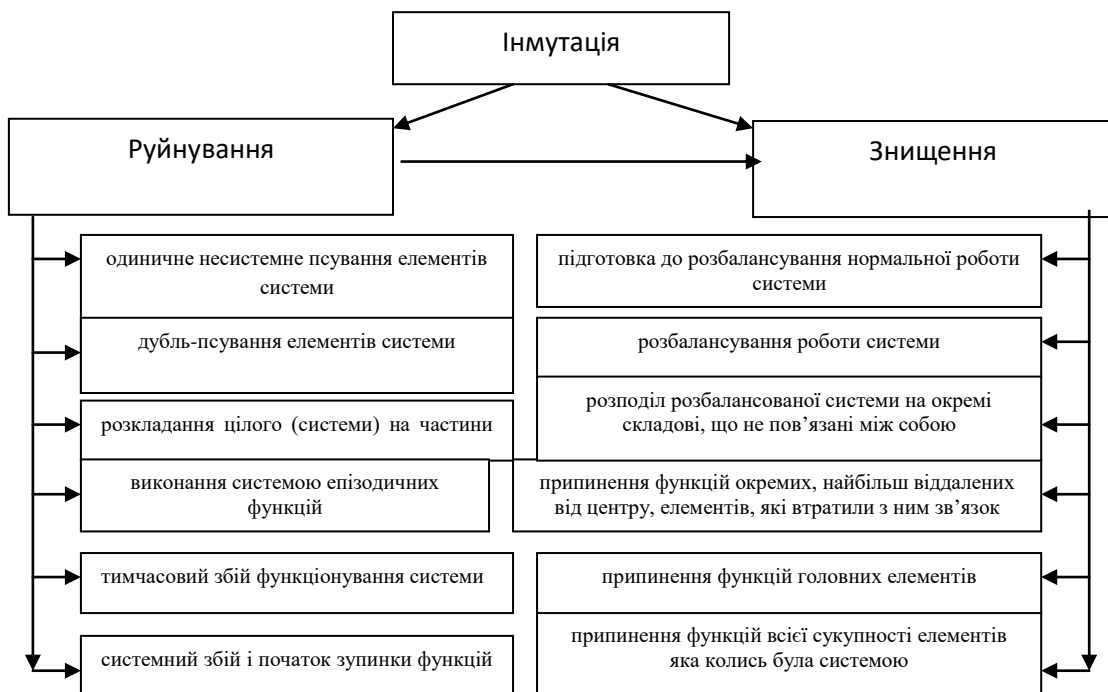 Інмутація
Руйнування
Знищення
одиничне несистемне псування елементів
системи
дубль-псування елементів системи
розкладання цілого (системи) на частини
виконання системою епізодичних
функцій
тимчасовий збій функціонування системи
системний збій і початок зупинки функцій
підготовка до розбалансування нормальної роботи
системи
розбалансування роботи системи
розподіл розбалансованої системи на окремі
складові, що не пов’язані між собою
припинення функцій окремих, найбільш віддалених
від центру, елементів, які втратили з ним зв’язок
припинення функцій головних елементів
припинення функцій всієї сукупності елементів
яка колись була системою